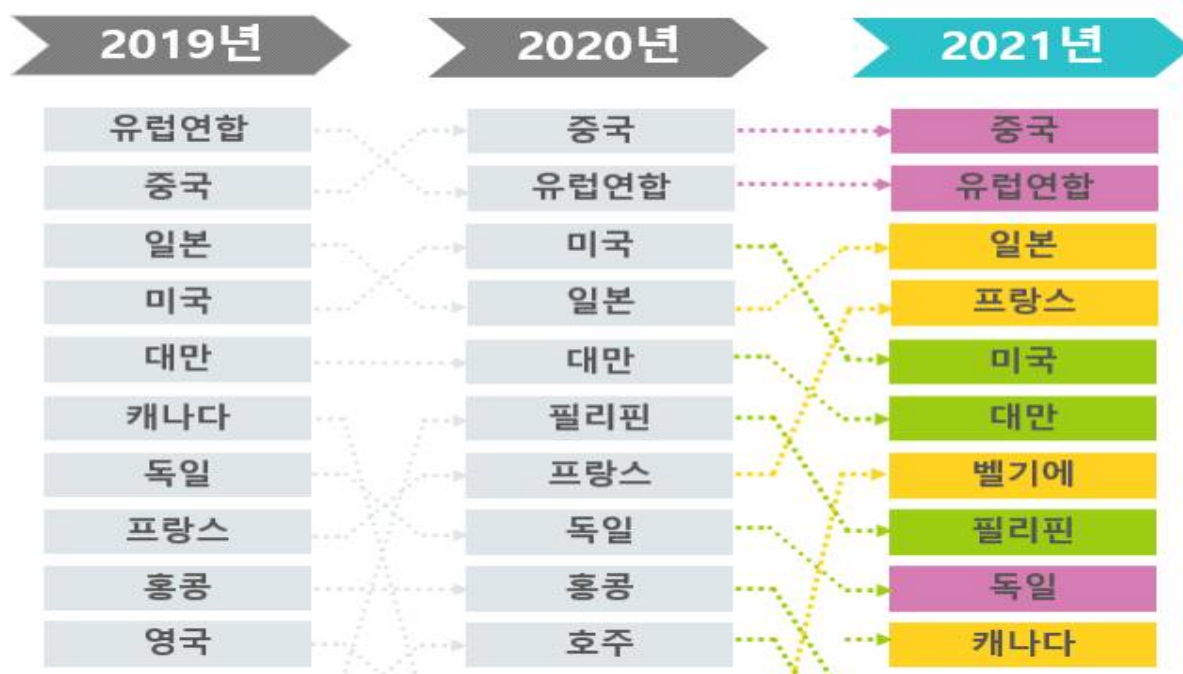 2019년 2020년 2021년
유럽연합 중국 중국
중국 유럽연합 유럽연합
일본 미국 일본
미국 일본 프랑스
대만 대만 미국
캐나다 필리핀 대만
독일 프랑스 벨기에
프랑스 독일 필리핀
홍콩 홍콩 독일
영국 호주 캐나다